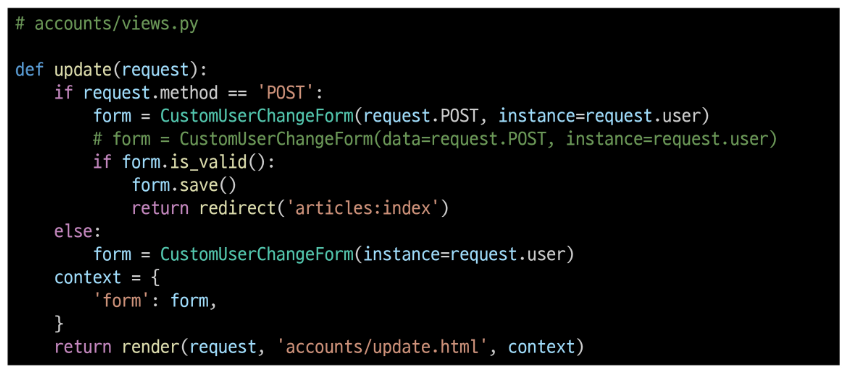 # accounts/views.py
def update(request):
    if request.method == 'POST':
        form = CustomUserChangeForm(request.POST, instance=request.user)
        # form = CustomUserChangeForm(data=request.POST, instance=request.user)
        if form.is_valid():
            form.save()
            return redirect('articles:index')
    else:
        form = CustomUserChangeForm(instance=request.user)
    context = {
        'form': form,
    }
    return render(request, 'accounts/update.html', context)